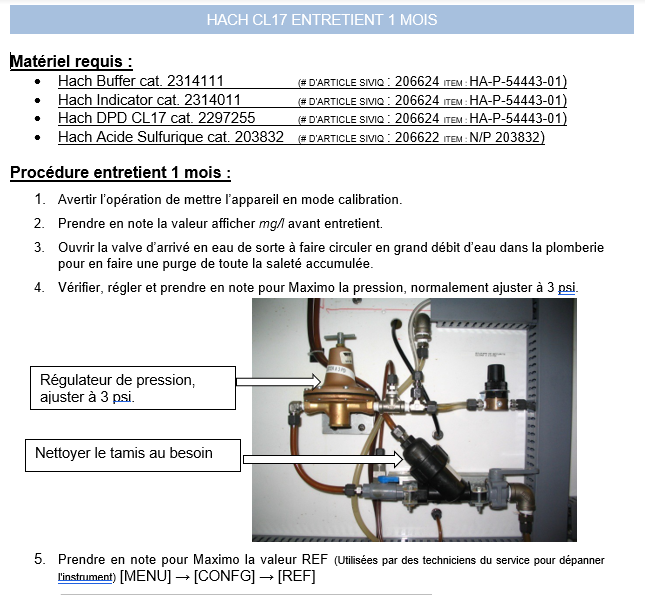 HACH CL17 ENTRETIENT 1 MOIS
Matériel requis :
• Hach Buffer cat. 2314111 (# D'ARTICLE SIVIQ : 206624 ITEM : HA-P-54443-01)
• Hach Indicator cat. 2314011 (# D'ARTICLE SIVIQ : 206624 ITEM : HA-P-54443-01)
• Hach DPD CL17 cat. 2297255 (# D'ARTICLE SIVIQ : 206624 ITEM : HA-P-54443-01)
• Hach Acide Sulfurique cat. 203832 (# D'ARTICLE SIVIQ : 206622 ITEM : N/P 203832)
Procédure entretient 1 mois :
1. Avertir l'opération de mettre l'appareil en mode calibration.
2. Prendre en note la valeur afficher mg/l avant entretient.
3. Ouvrir la valve d'arrivé en eau de sorte à faire circuler en grand débit d'eau dans la plomberie
pour en faire une purge de toute la saleté accumulée.
4. Vérifier, régler et prendre en note pour Maximo la pression, normalement ajuster à 3 psi.
Régulateur de pression,
ajuster à 3 psi.
Nettoyer le tamis au besoin
5. Prendre en note pour Maximo la valeur REF (Utilisées par des techniciens du service pour dépanner
l'instrument) [MENU] → [CONFG] → [REF]